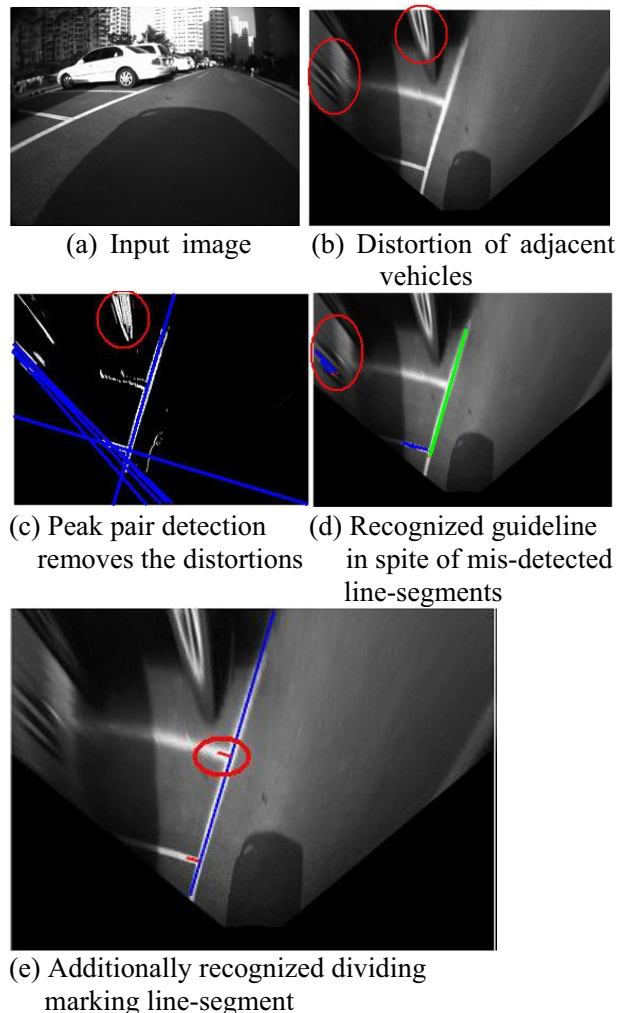 (a) Input image
(b) Distortion of adjacent
vehicles
(c) Peak pair detection
removes the distortions
(d) Recognized guideline
in spite of mis-detected
line-segments
(e) Additionally recognized dividing
marking line-segment